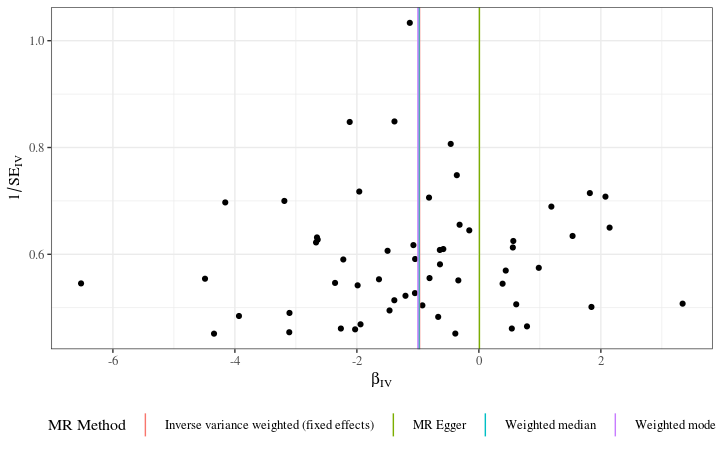 1.0
0.8
0.6
1/SE_IV
-6 -4 -2 0 2
β_IV
MR Method Inverse variance weighted (fixed effects) MR Egger Weighted median Weighted mode